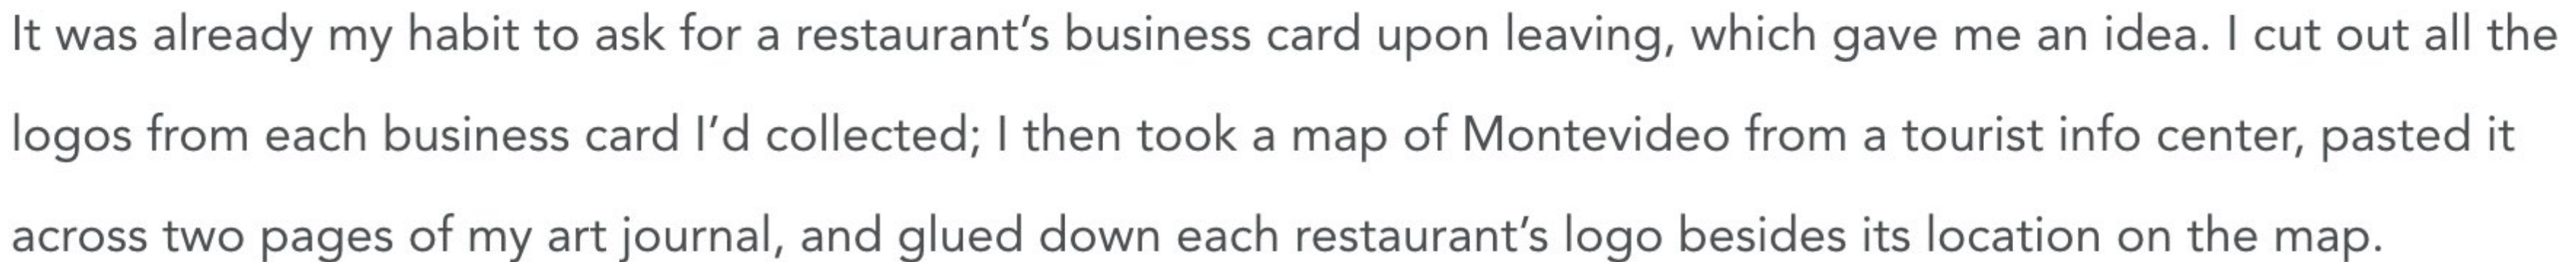 It was already my habit to ask for a restaurant’s business card upon leaving, which gave me an idea. I cut out all the
logos from each business card I’d collected; I then took a map of Montevideo from a tourist info center, pasted it
across two pages of my art journal, and glued down each restaurant’s logo besides its location on the map.